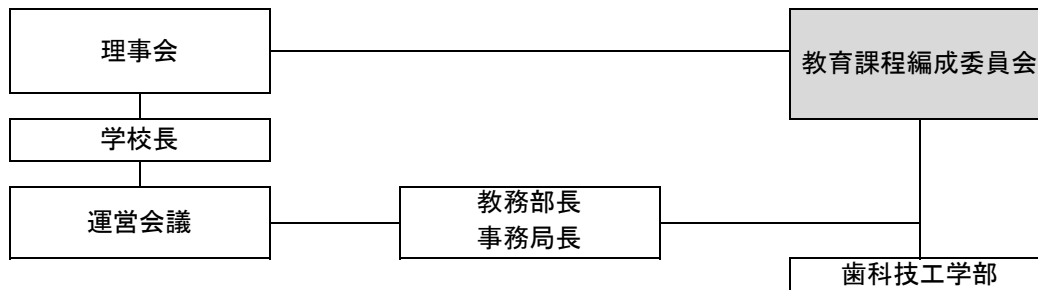 理事会
教育課程編成委員会
学校長
運営会議
教務部長
事務局長
歯科技工学部